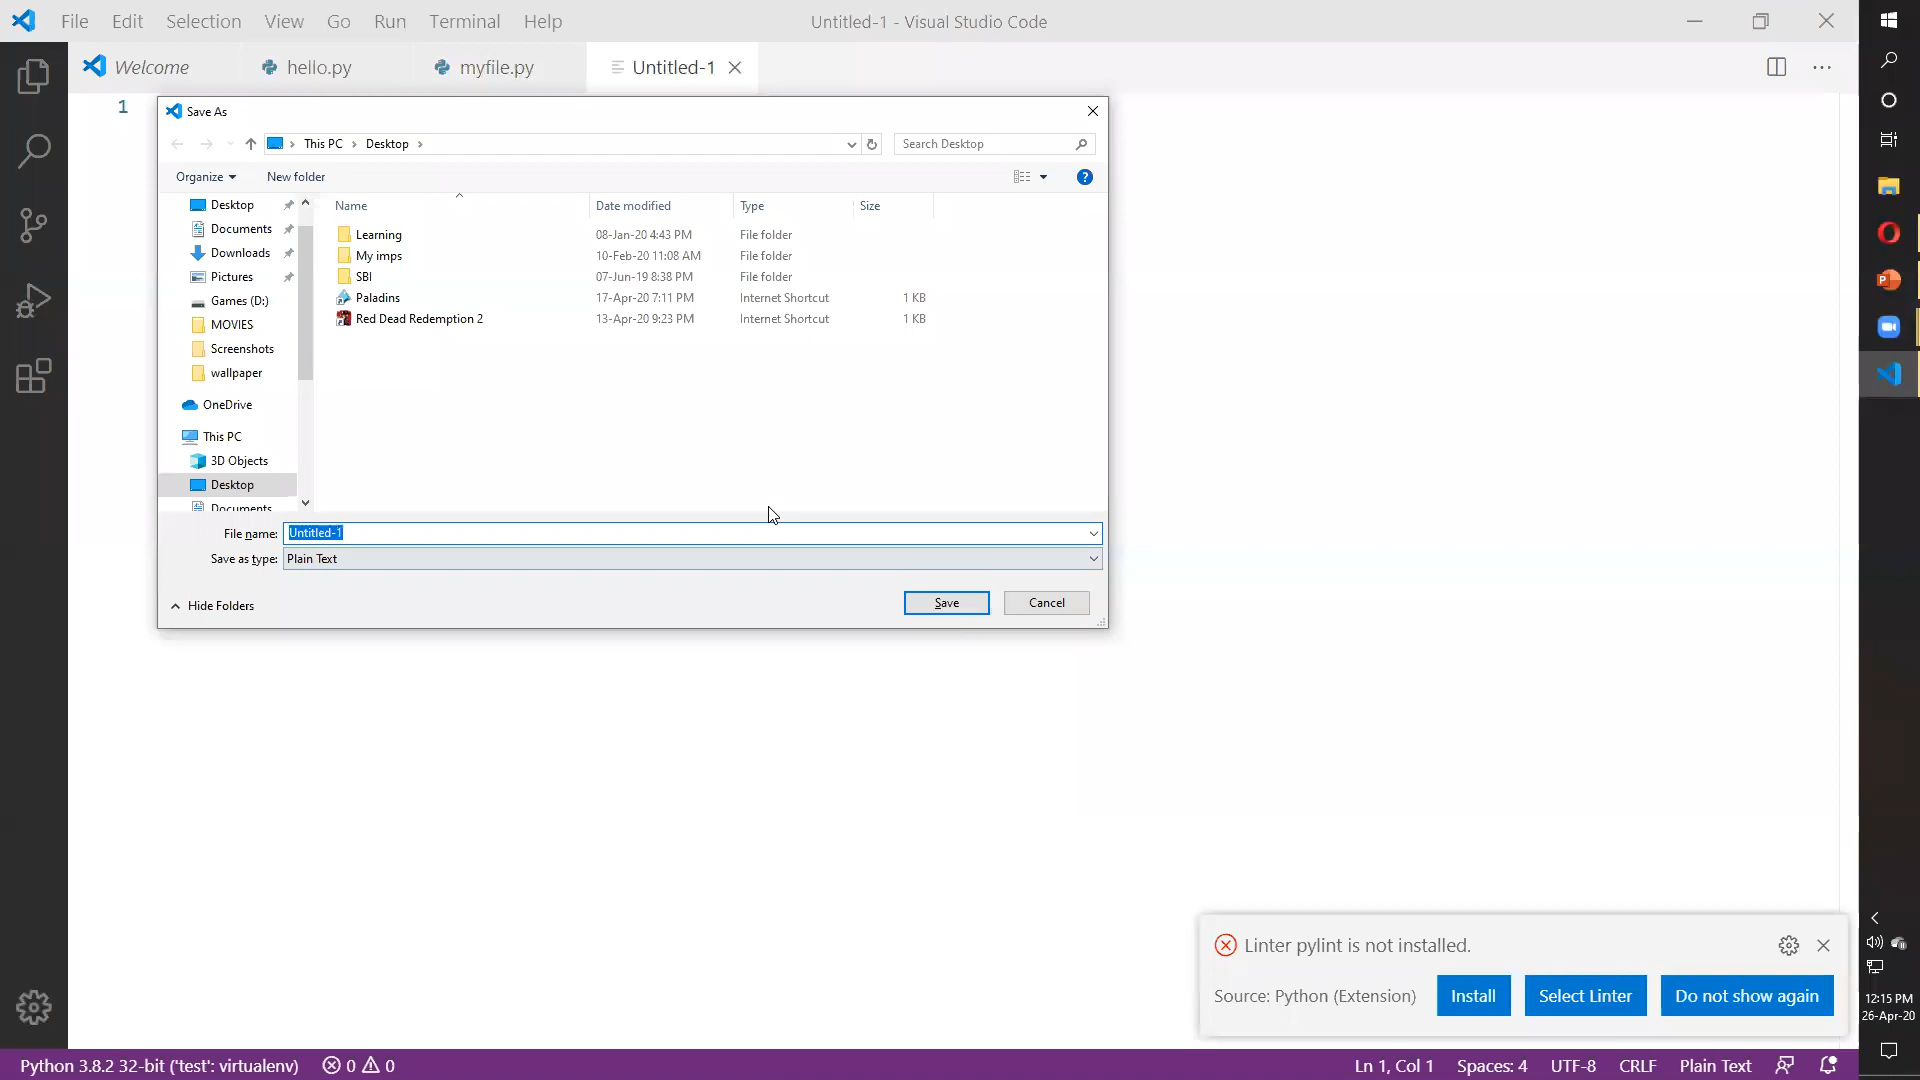 File Edit Selection View Go Run Terminal Help
Untitled-1 - Visual Studio Code
Welcome
hello.py
myfile.py
Untitled-1
1
Save As
This PC > Desktop >
Search Desktop
Organize
New folder
Name Date modified Type Size
Learning 08-Jan-20 4:43 PM File folder
My imps 10-Feb-20 11:08 AM File folder
SBI 07-Jun-19 8:38 PM File folder
Paladins 17-Apr-20 7:11 PM Internet Shortcut 1 KB
Red Dead Redemption 2 13-Apr-20 9:23 PM Internet Shortcut 1 KB
Desktop
Documents
Downloads
Pictures
Games (D:)
MOVIES
Screenshots
wallpaper
OneDrive
This PC
3D Objects
Desktop
Documents
File name: Untitled-1
Save as type: Plain Text
Hide Folders
Save
Cancel
Linter pylint is not installed.
Source: Python (Extension)
Install
Select Linter
Do not show again
12:15 PM
26-Apr-20
Python 3.8.2 32-bit ('test': virtualenv) 0 0
Ln 1, Col 1 Spaces: 4 UTF-8 CRLF Plain Text